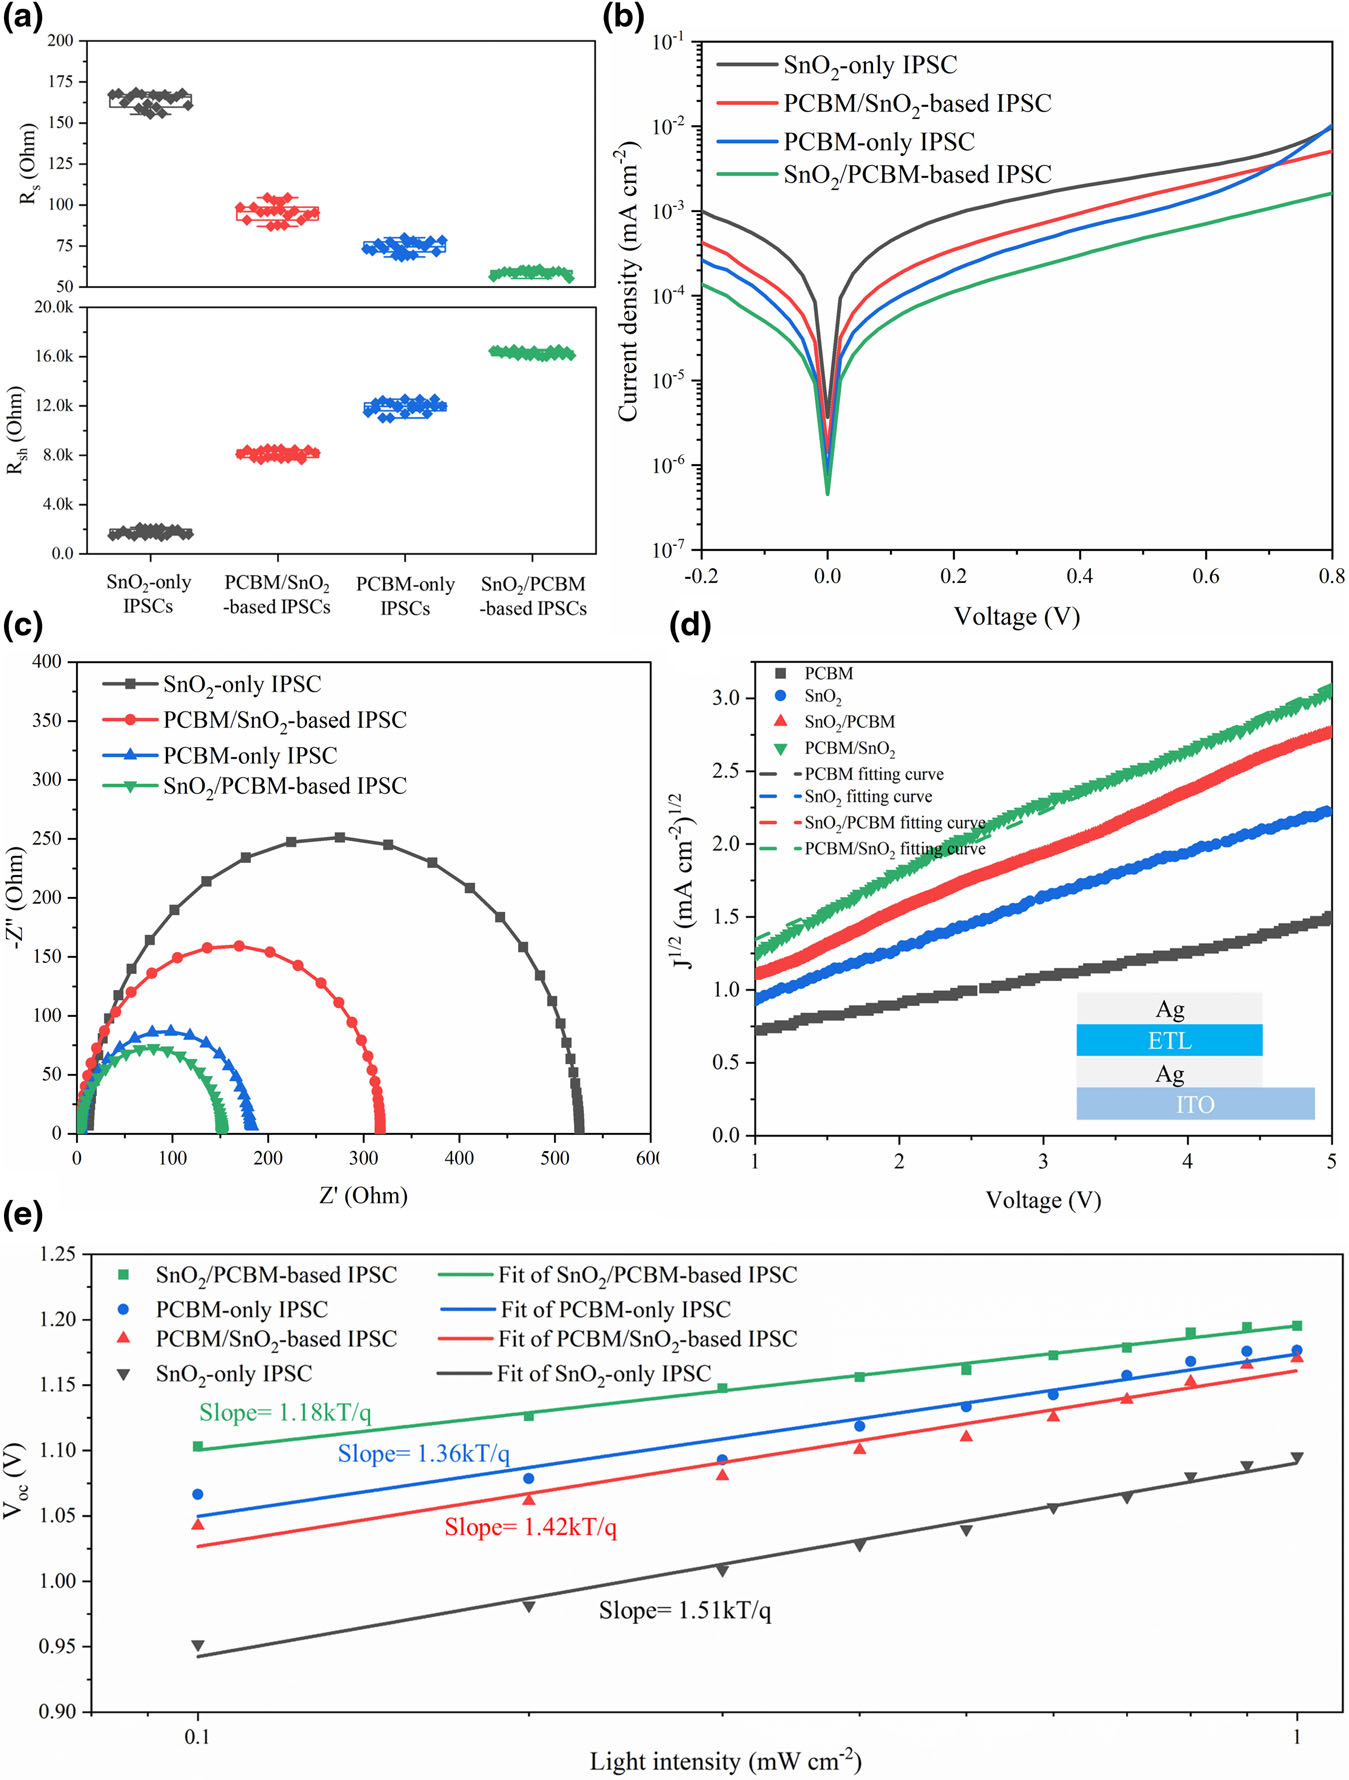 (a)
200
175
150
125
100
75
50
Rs (Ohm)
20.0k
16.0k
12.0k
8.0k
4.0k
0.0
Rsh (Ohm)
SnO2-only IPSCs
PCBM/SnO2 -based IPSCs
PCBM-only IPSCs
SnO2/PCBM -based IPSCs
(b)
SnO2-only IPSC
PCBM/SnO2-based IPSC
PCBM-only IPSC
SnO2/PCBM-based IPSC
10-1
10-2
10-3
10-4
10-5
10-6
10-7
Current density (mA cm-2)
-0.2 0.0 0.2 0.4 0.6 0.8
Voltage (V)
(c)
SnO2-only IPSC
PCBM/SnO2-based IPSC
PCBM-only IPSC
SnO2/PCBM-based IPSC
400
350
300
250
200
150
100
50
0
-Z'' (Ohm)
0 100 200 300 400 500
Z' (Ohm)
(d)
PCBM
SnO2
SnO2/PCBM
PCBM/SnO2
PCBM fitting curve
SnO2 fitting curve
SnO2/PCBM fitting curve
PCBM/SnO2 fitting curve
3.0
2.5
2.0
1.5
1.0
0.5
0.0
J1/2 (mA cm-2)1/2
Ag
ETL
Ag
ITO
1 2 3 4 5
Voltage (V)
(e)
SnO2/PCBM-based IPSC
PCBM-only IPSC
PCBM/SnO2-based IPSC
SnO2-only IPSC
Fit of SnO2/PCBM-based IPSC
Fit of PCBM-only IPSC
Fit of PCBM/SnO2-based IPSC
Fit of SnO2-only IPSC
Slope= 1.18kT/q
Slope= 1.36kT/q
Slope= 1.42kT/q
Slope= 1.51kT/q
1.25
1.20
1.15
1.10
1.05
1.00
0.95
0.90
Voc (V)
0.1 1
Light intensity (mW cm-2)